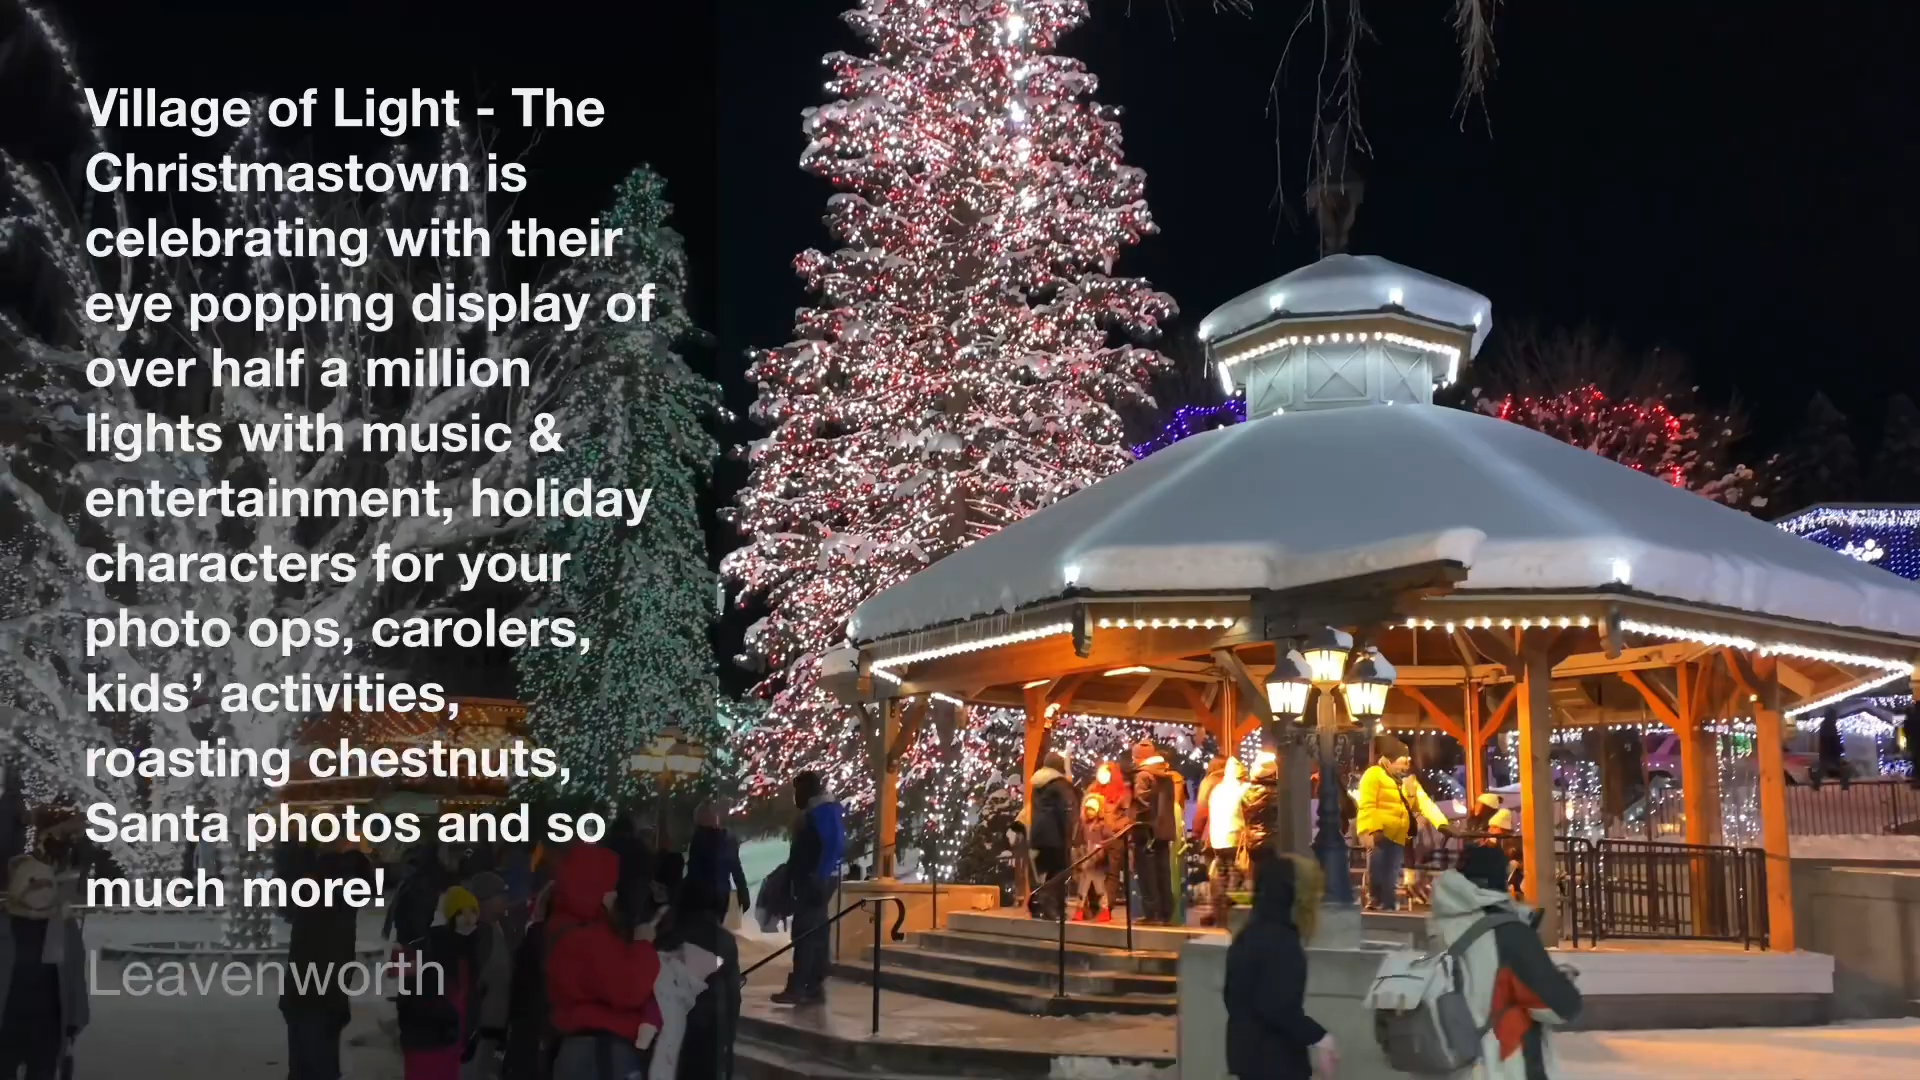 Village of Light - The
Christmastown is
celebrating with their
eye popping display of
over half a million
lights with music &
entertainment, holiday
characters for your
photo ops, carolers,
kids’ activities,
roasting chestnuts,
Santa photos and so
much more!
Leavenworth